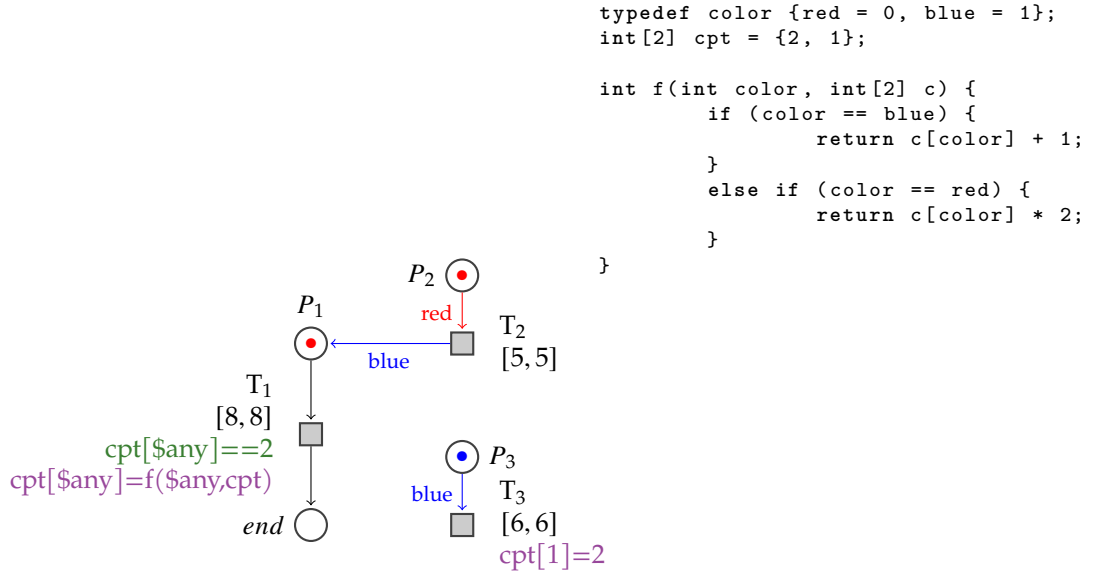 typedef color {red = 0, blue = 1};
int[2] cpt = {2, 1};
int f(int color, int[2] c) {
if (color == blue) {
return c[color] + 1;
}
else if (color == red) {
return c[color] * 2;
}
}
P2
red
P1
T2
[5, 5]
blue
T1
[8, 8]
cpt[$any]==2
cpt[$any]=f($any,cpt)
P3
blue
T3
[6, 6]
cpt[1]=2
end